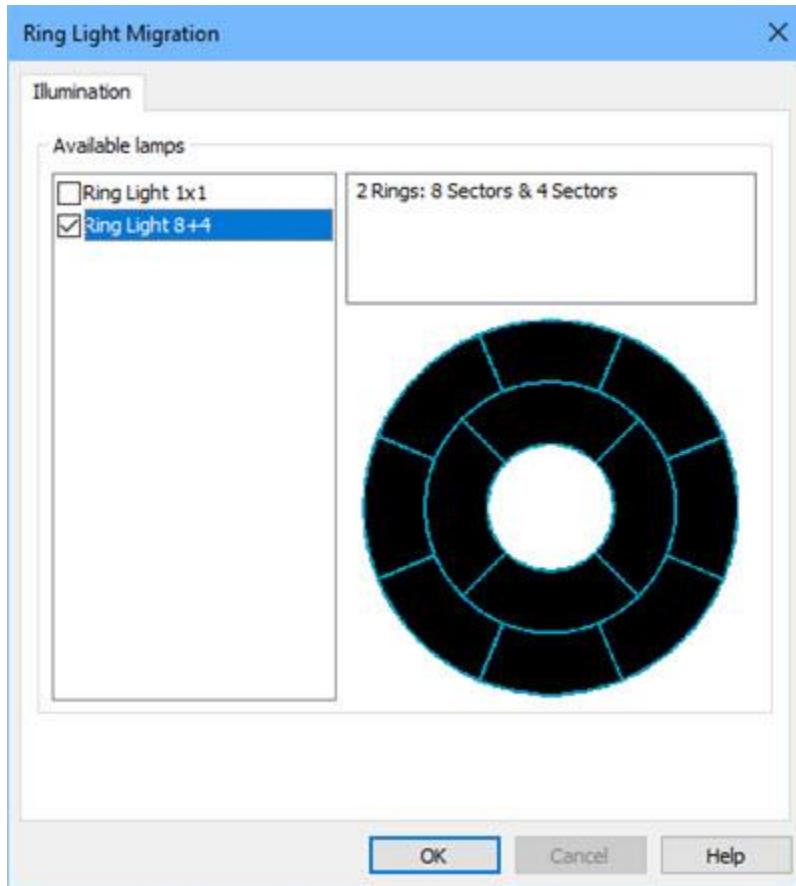 Ring Light Migration
Illumination
Available lamps
Ring Light 1x1
Ring Light 8+4
2 Rings: 8 Sectors & 4 Sectors
OK
Cancel
Help